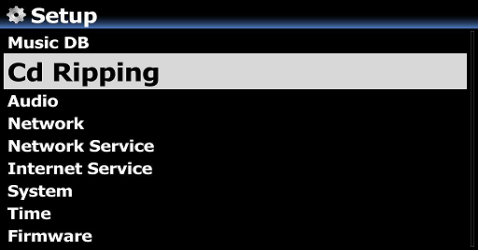 Setup
Music DB
Cd Ripping
Audio
Network
Network Service
Internet Service
System
Time
Firmware